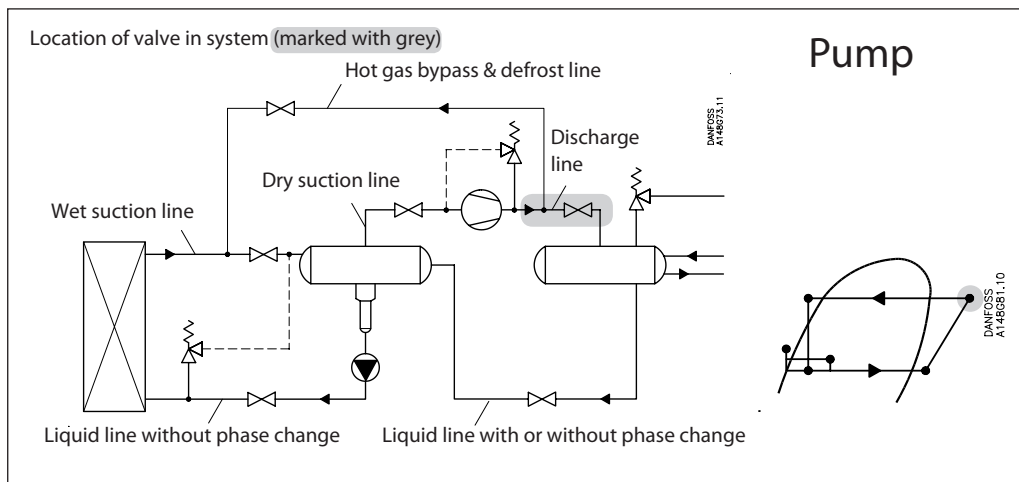 Location of valve in system (marked with grey)
Pump
Hot gas bypass & defrost line
DANFOSS
A148G73.11
Discharge
line
Dry suction line
Wet suction line
DANFOSS
A148G81.10
Liquid line without phase change
Liquid line with or without phase change